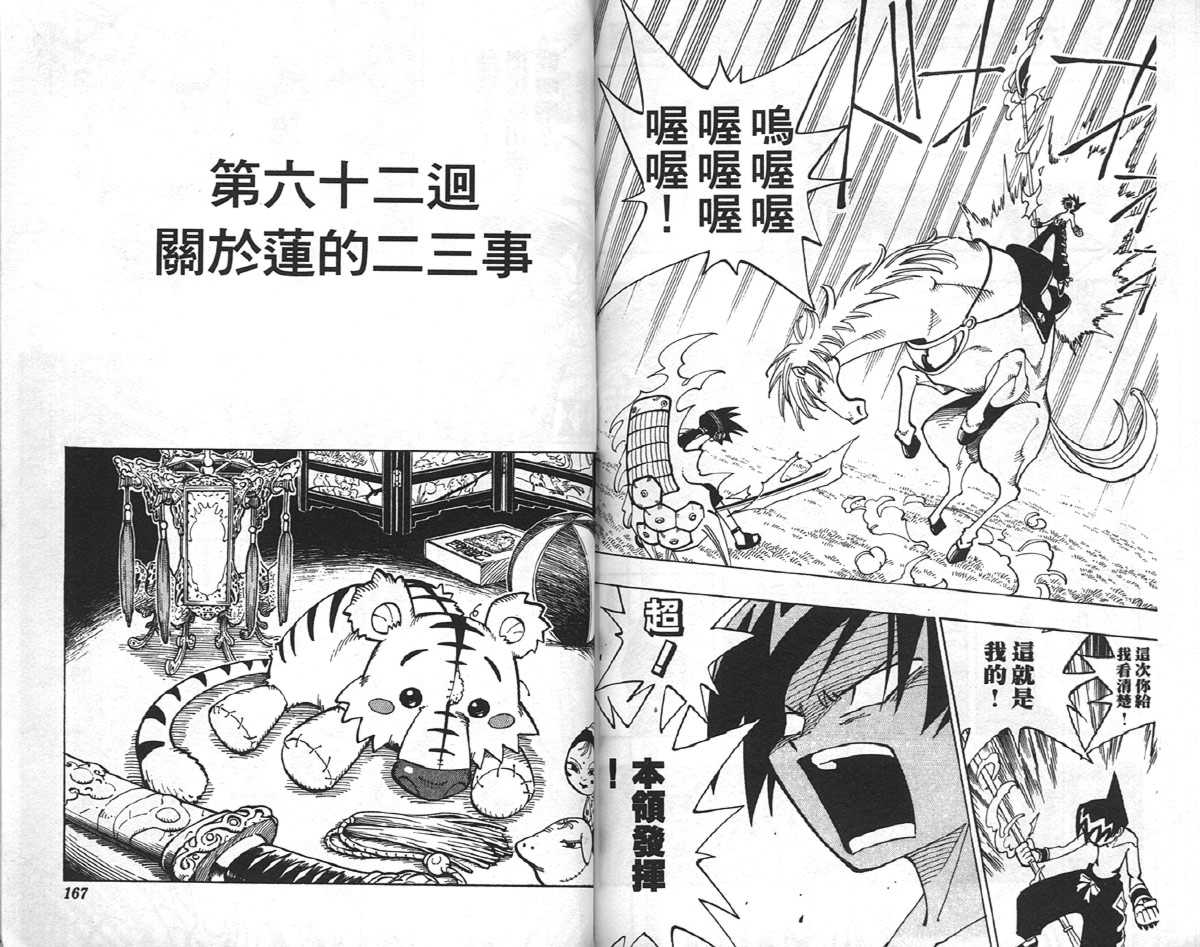 嗚喔喔
喔喔喔
喔喔！
這次你給
我看清楚！
這就是
我的！
超！
本領發揮
！
第六十二迴
關於蓮的二三事
167